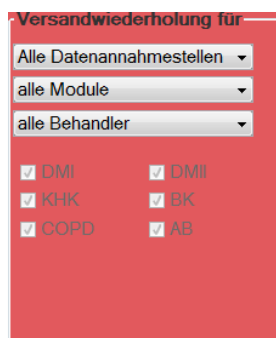 Versandwiederholung für
Alle Datenannahmestellen
alle Module
alle Behandler
DMI DMII
KHK BK
COPD AB